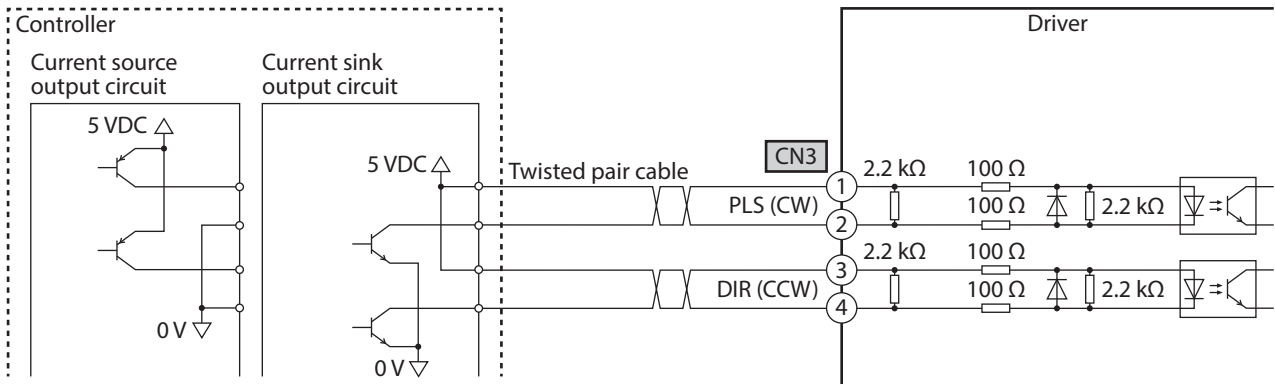 Controller
Driver
Current source
output circuit
Current sink
output circuit
5 VDC
5 VDC
Twisted pair cable
CN3
1
2.2 kΩ
100 Ω
PLS (CW)
100 Ω
2.2 kΩ
2
3
2.2 kΩ
100 Ω
DIR (CCW)
100 Ω
2.2 kΩ
4
0 V
0 V